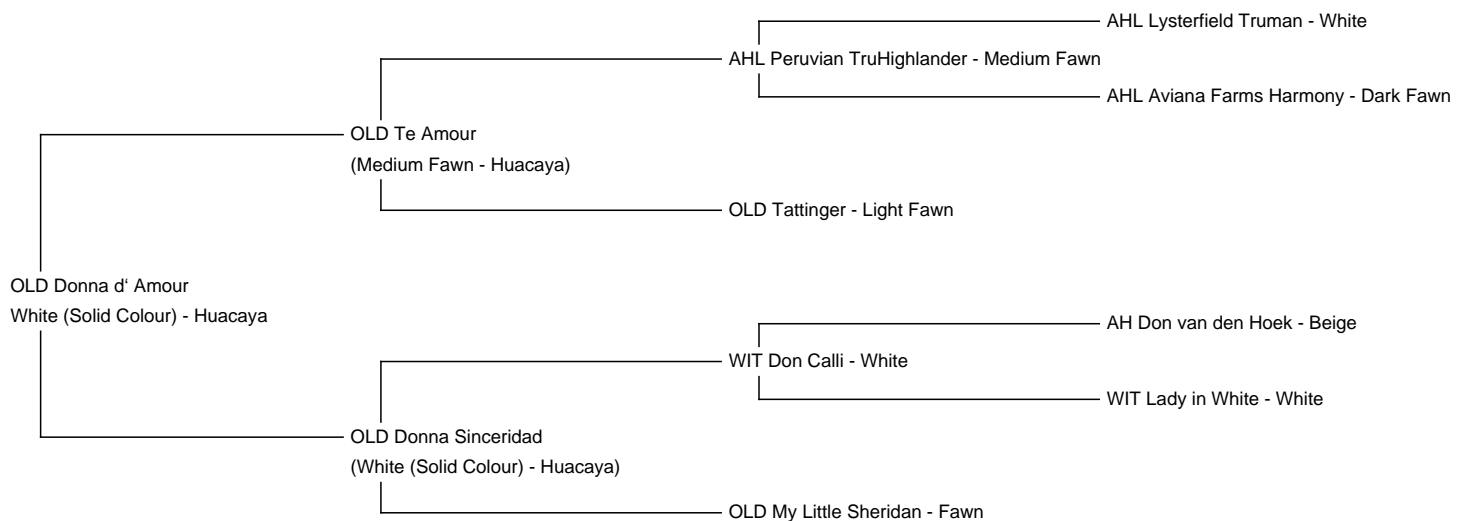 AHL Lysterfield Truman - White
AHL Peruvian TruHighlander - Medium Fawn
AHL Aviana Farms Harmony - Dark Fawn
OLD Te Amour
(Medium Fawn - Huacaya)
OLD Tattinger - Light Fawn
OLD Donna d‘ Amour
White (Solid Colour) - Huacaya
AH Don van den Hoek - Beige
WIT Don Calli - White
WIT Lady in White - White
OLD Donna Sinceridad
(White (Solid Colour) - Huacaya)
OLD My Little Sheridan - Fawn